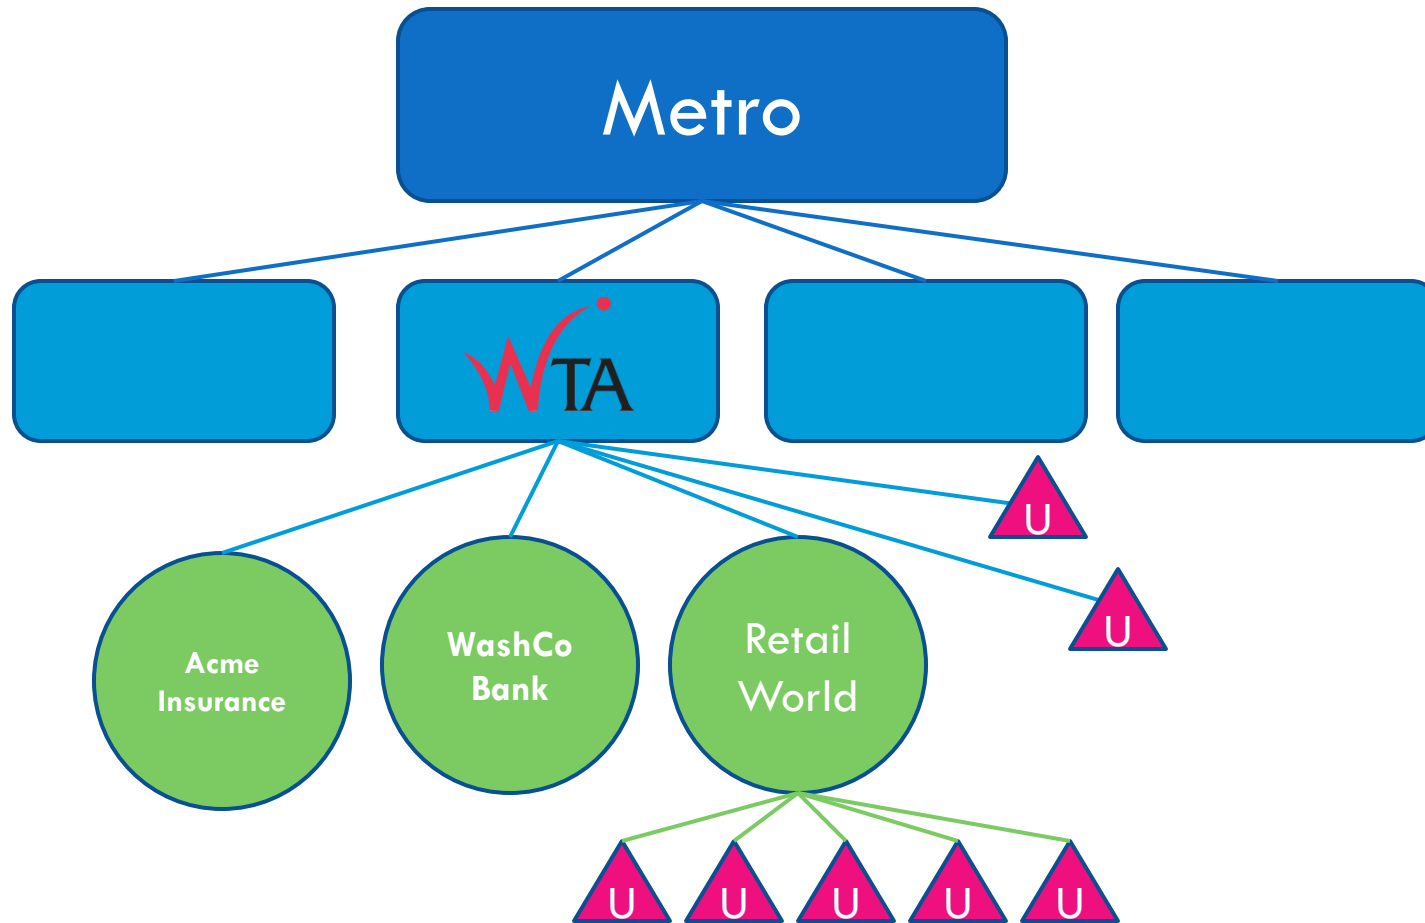 Metro
WTA
U
U
Acme
Insurance
WashCo
Bank
Retail
World
U
U
U
U
U